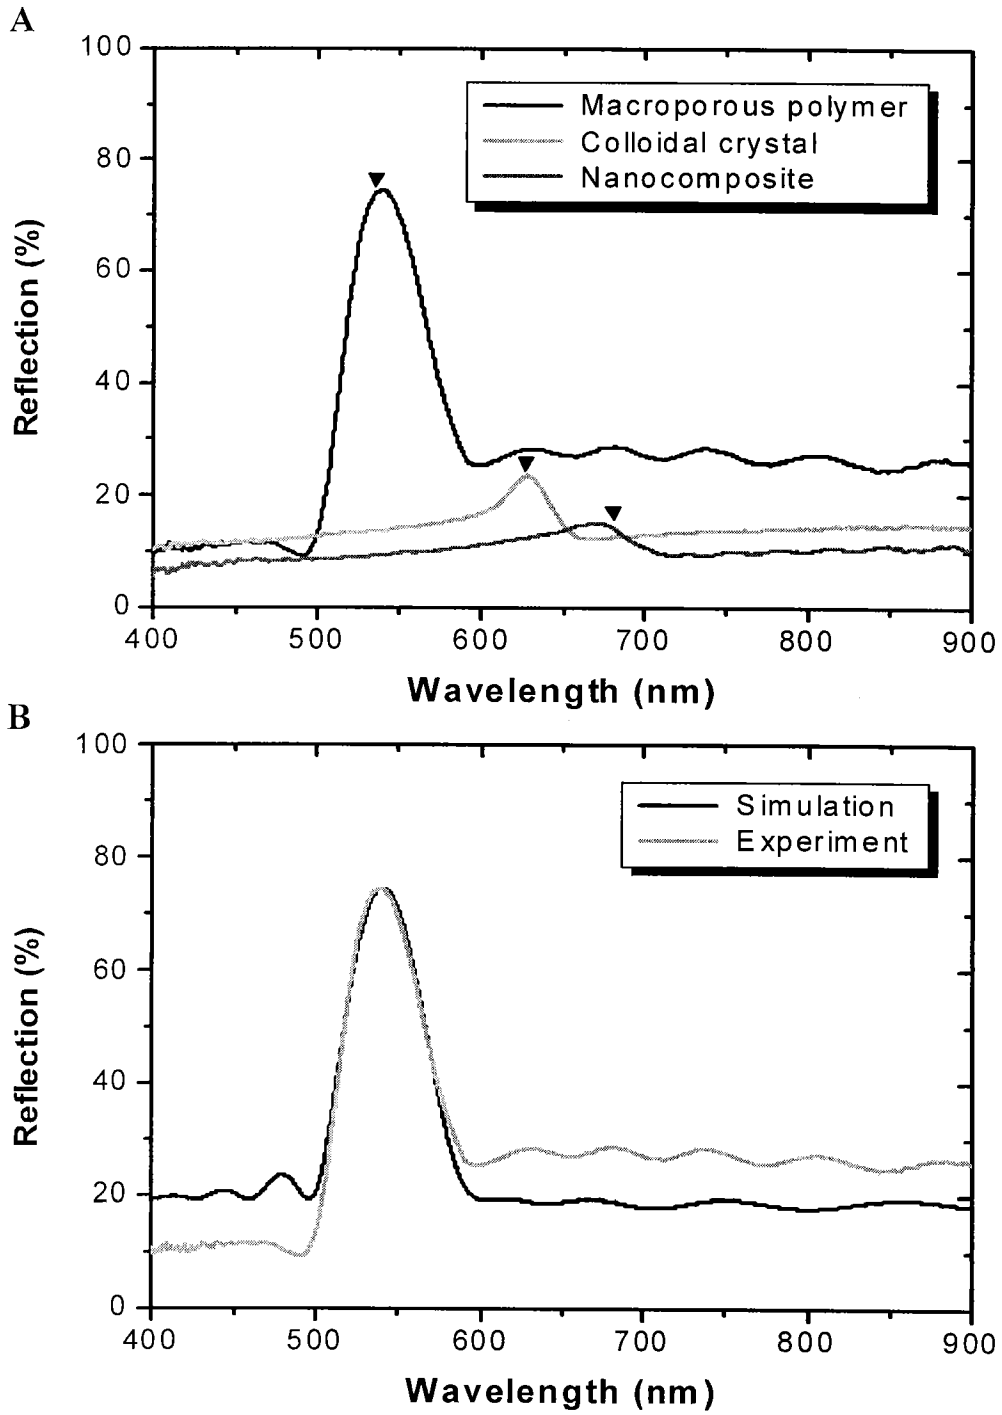 A
100
80
60
40
20
0
Reflection (%)
Macroporous polymer
Colloidal crystal
Nanocomposite
400 500 600 700 800 900
Wavelength (nm)
B
100
80
60
40
20
0
Reflection (%)
Simulation
Experiment
400 500 600 700 800 900
Wavelength (nm)